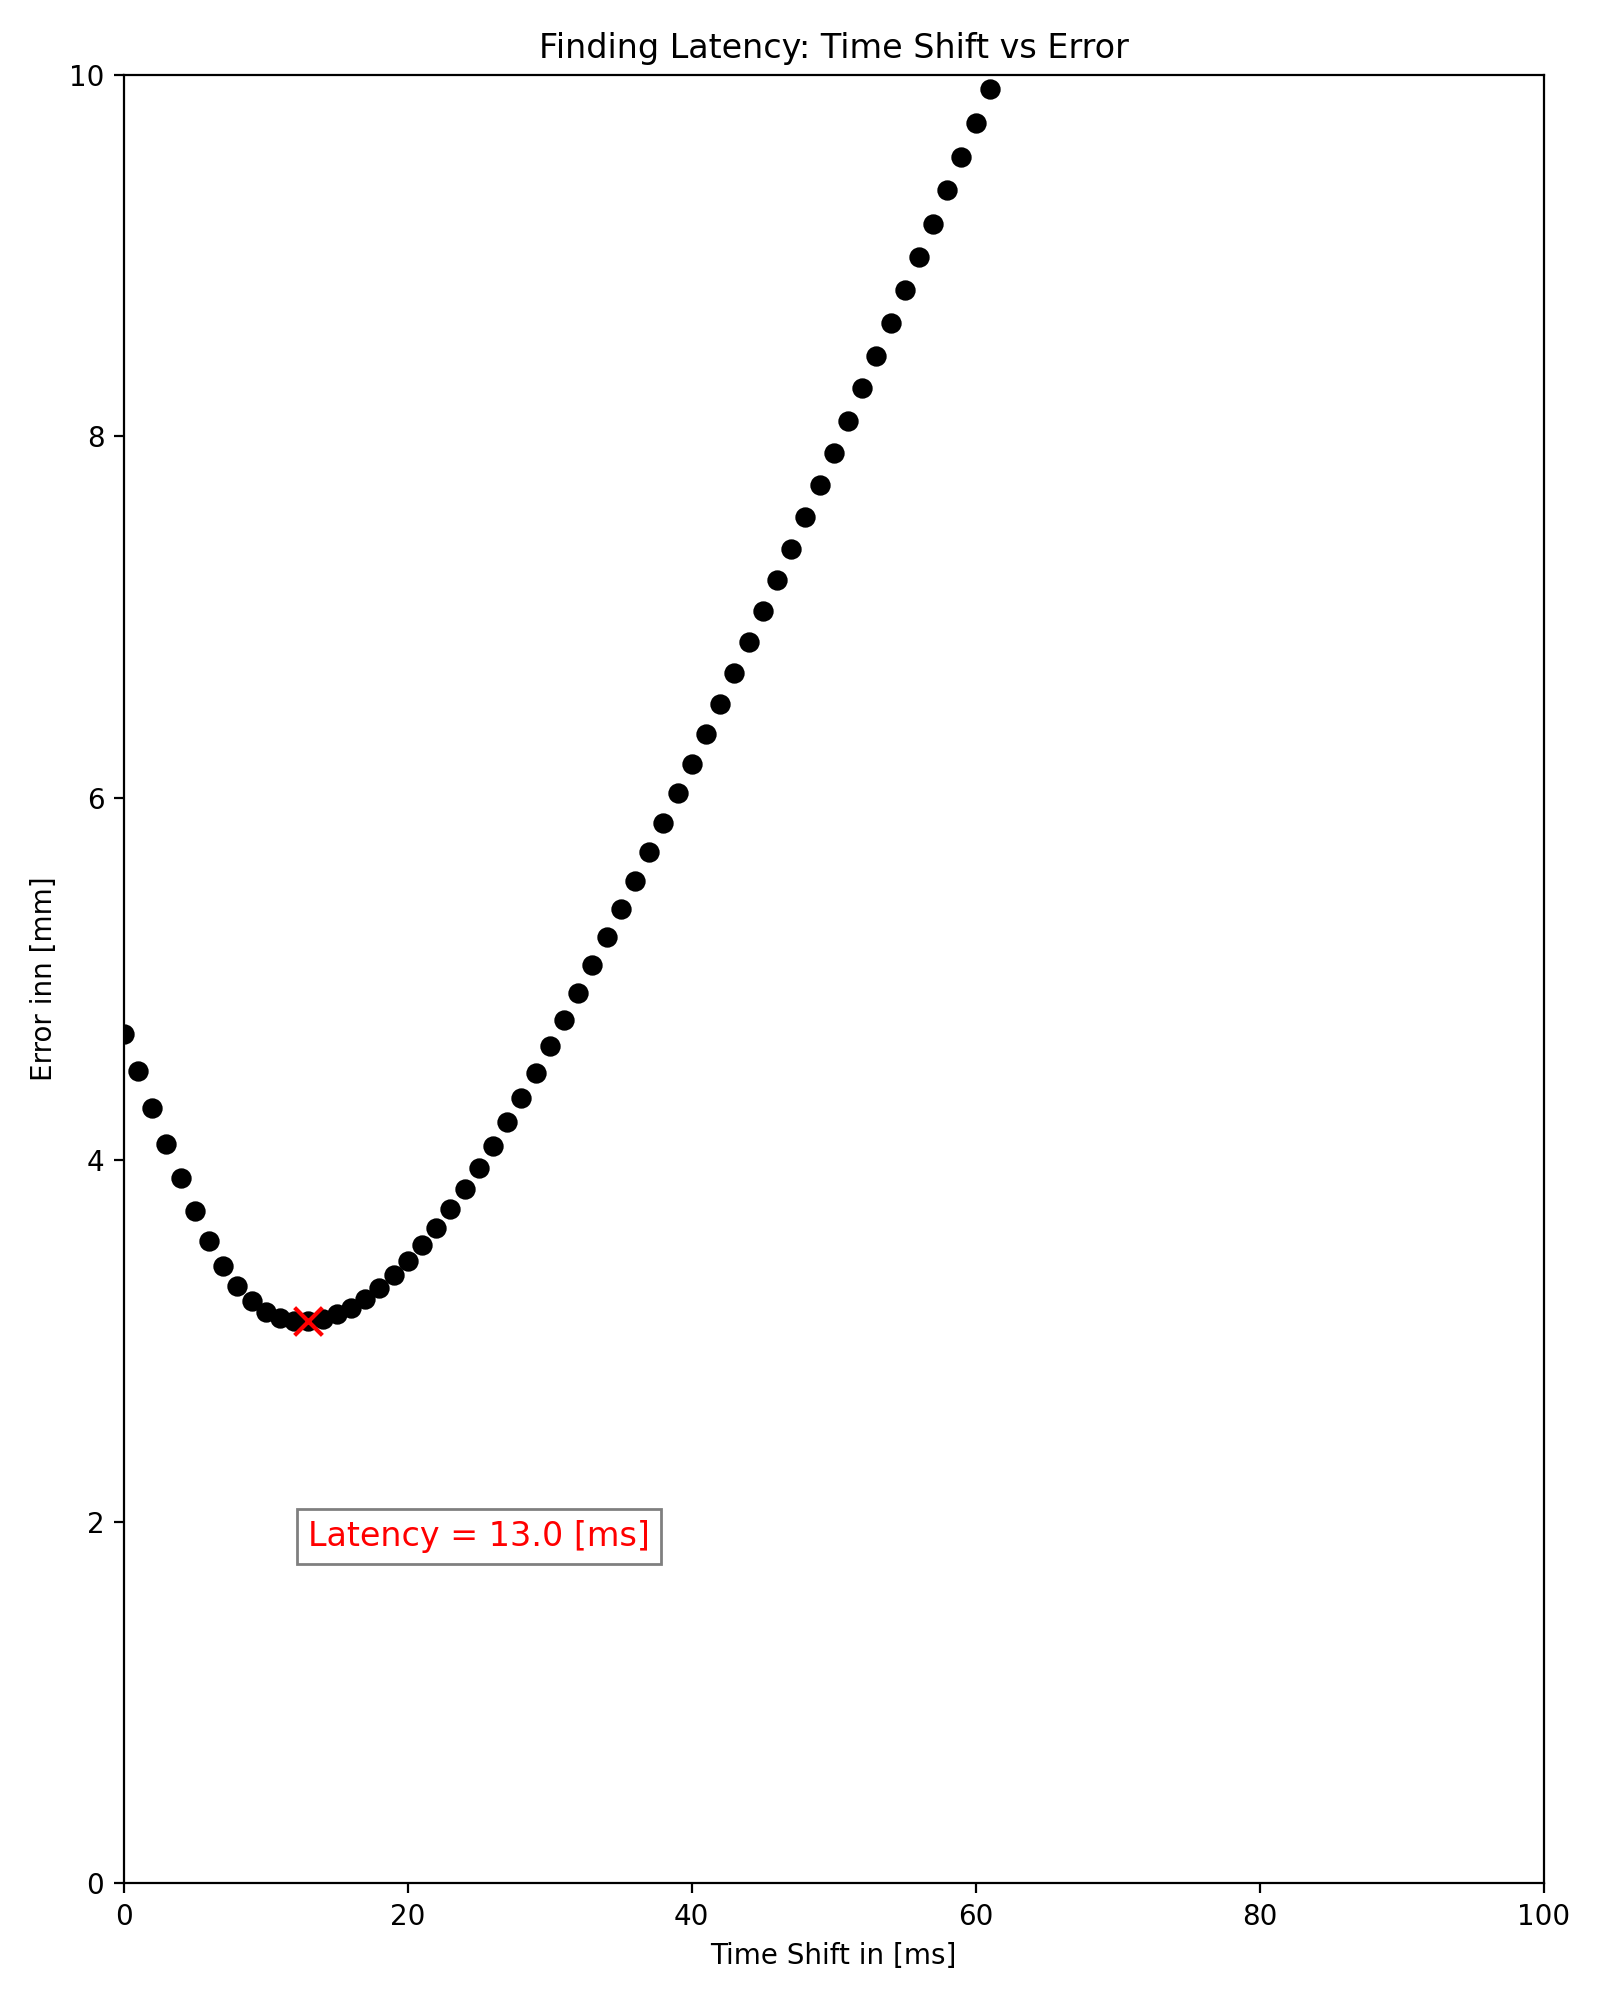 Finding Latency: Time Shift vs Error
10
8
6
4
2
0
Error inn [mm]
Latency = 13.0 [ms]
0 20 40 60 80 100
Time Shift in [ms]